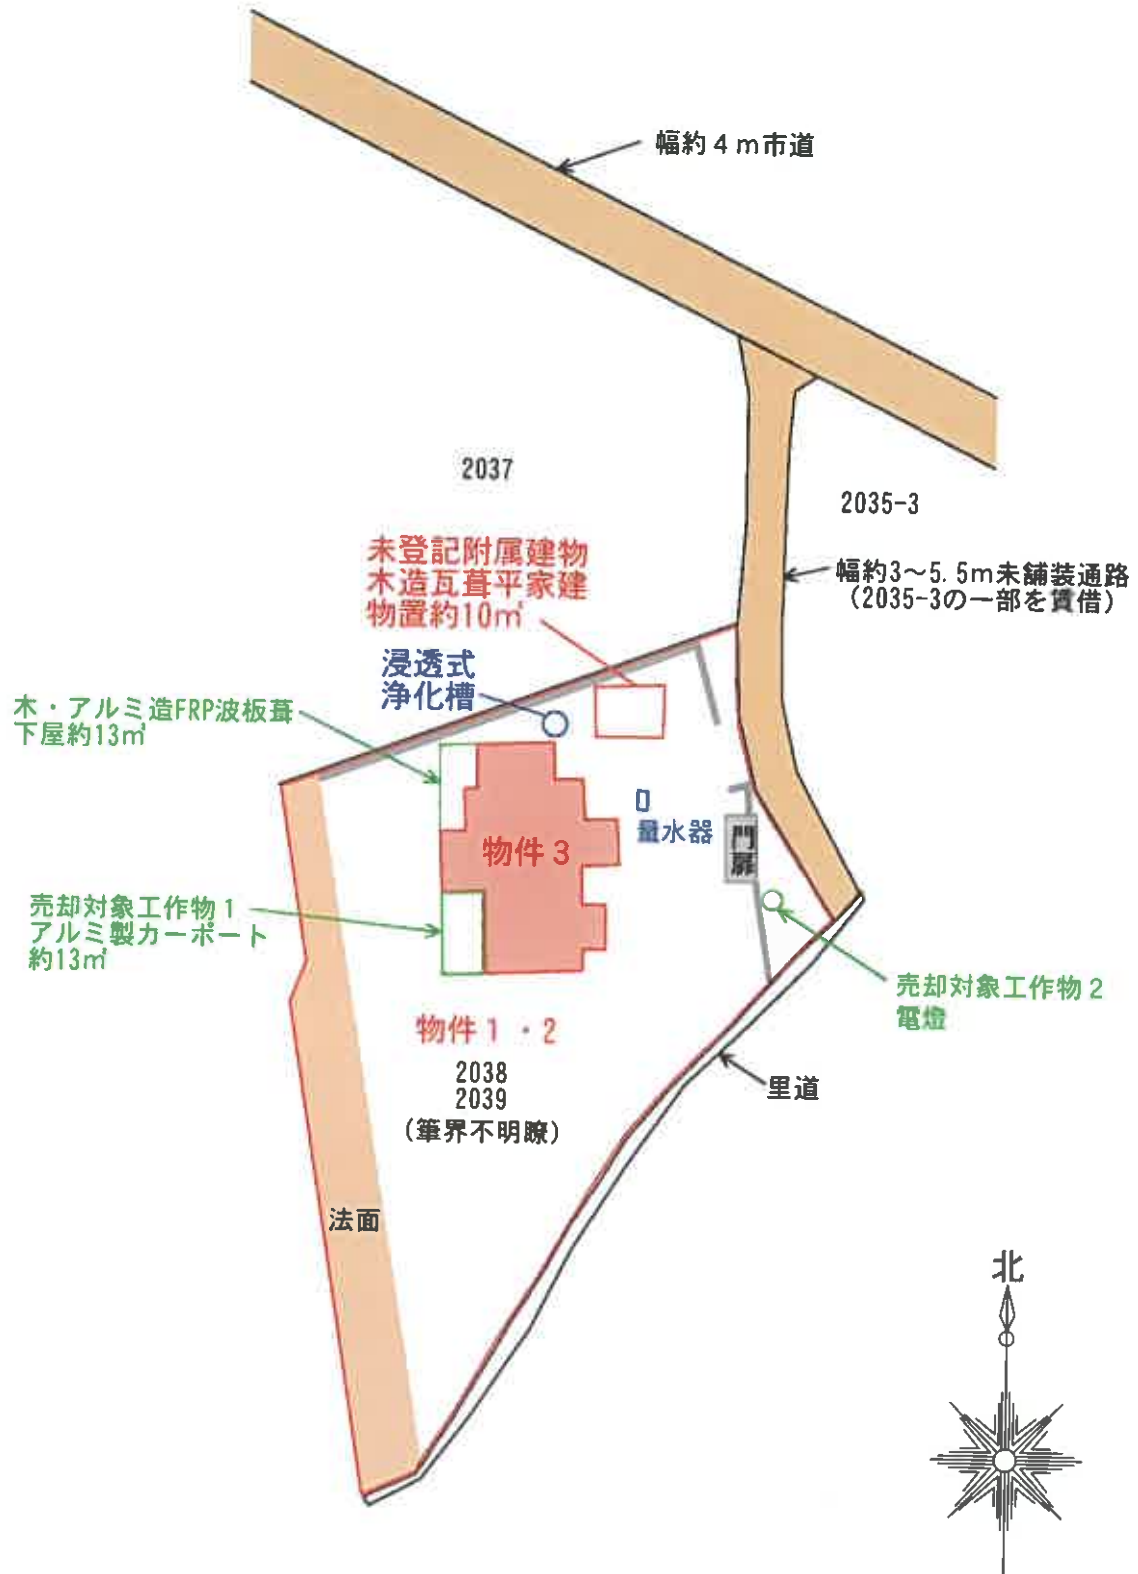 幅約４ｍ市道
2037
2035-3
未登記附属建物
木造瓦葺平家建
物置約10㎡
幅約3～5.5m未舗装通路
（2035-3の一部を賃借）
浸透式
浄化槽
木・アルミ造FRP波板葺
下屋約13㎡
量水器
門扉
物件３
売却対象工作物１
アルミ製カーポート
約13㎡
売却対象工作物２
電燈
物件１・２
2038
2039
（筆界不明瞭）
里道
法面
北